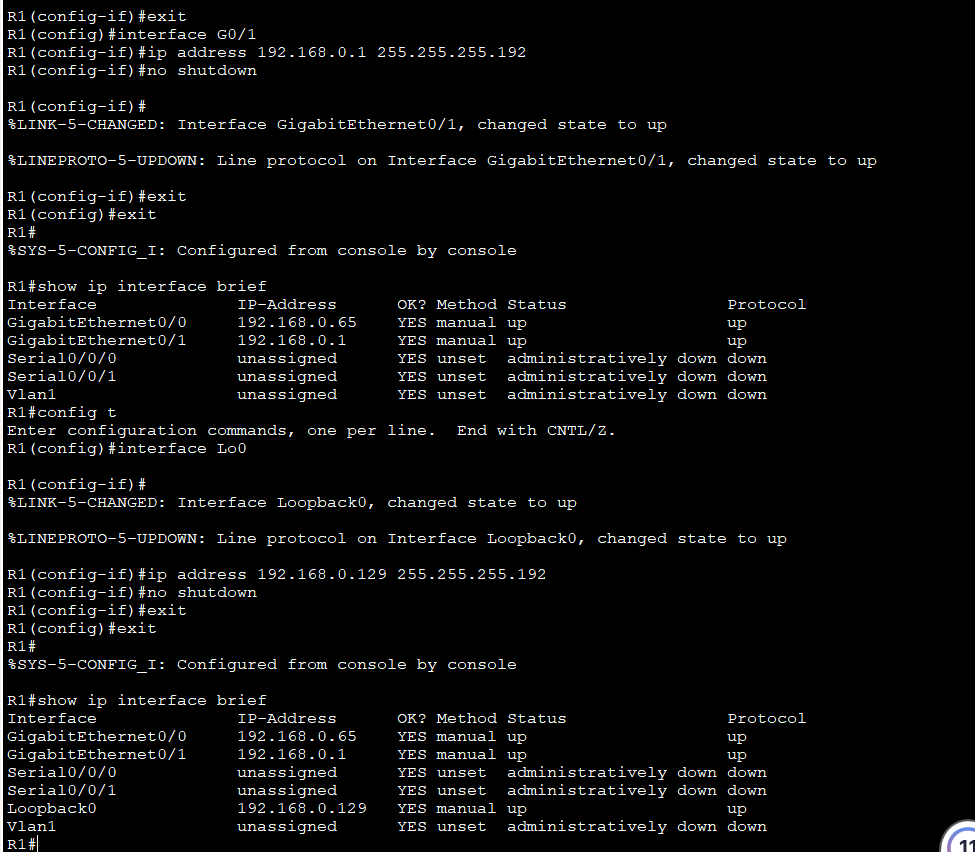 R1(config-if)#exit
R1(config)#interface G0/1
R1(config-if)#ip address 192.168.0.1 255.255.255.192
R1(config-if)#no shutdown
R1(config-if)#
%LINK-5-CHANGED: Interface GigabitEthernet0/1, changed state to up
%LINEPROTO-5-UPDOWN: Line protocol on Interface GigabitEthernet0/1, changed state to up
R1(config-if)#exit
R1(config)#exit
R1#
%SYS-5-CONFIG_I: Configured from console by console
R1#show ip interface brief
Interface IP-Address OK? Method Status Protocol
GigabitEthernet0/0 192.168.0.65 YES manual up up
GigabitEthernet0/1 192.168.0.1 YES manual up up
Serial0/0/0 unassigned YES unset administratively down down
Serial0/0/1 unassigned YES unset administratively down down
Vlan1 unassigned YES unset administratively down down
R1#config t
Enter configuration commands, one per line. End with CNTL/Z.
R1(config)#interface Lo0
R1(config-if)#
%LINK-5-CHANGED: Interface Loopback0, changed state to up
%LINEPROTO-5-UPDOWN: Line protocol on Interface Loopback0, changed state to up
R1(config-if)#ip address 192.168.0.129 255.255.255.192
R1(config-if)#no shutdown
R1(config-if)#exit
R1(config)#exit
R1#
%SYS-5-CONFIG_I: Configured from console by console
R1#show ip interface brief
Interface IP-Address OK? Method Status Protocol
GigabitEthernet0/0 192.168.0.65 YES manual up up
GigabitEthernet0/1 192.168.0.1 YES manual up up
Serial0/0/0 unassigned YES unset administratively down down
Serial0/0/1 unassigned YES unset administratively down down
Loopback0 192.168.0.129 YES manual up up
Vlan1 unassigned YES unset administratively down down
R1#